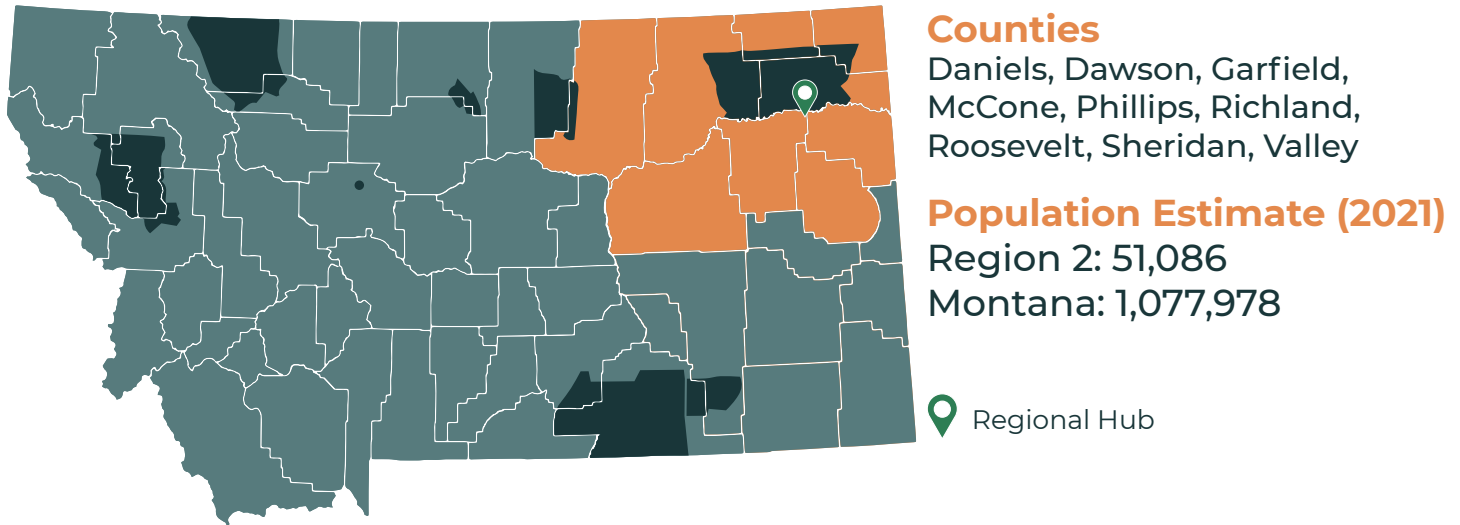 Counties
Daniels, Dawson, Garfield,
McCone, Phillips, Richland,
Roosevelt, Sheridan, Valley
Population Estimate (2021)
Region 2: 51,086
Montana: 1,077,978
Regional Hub